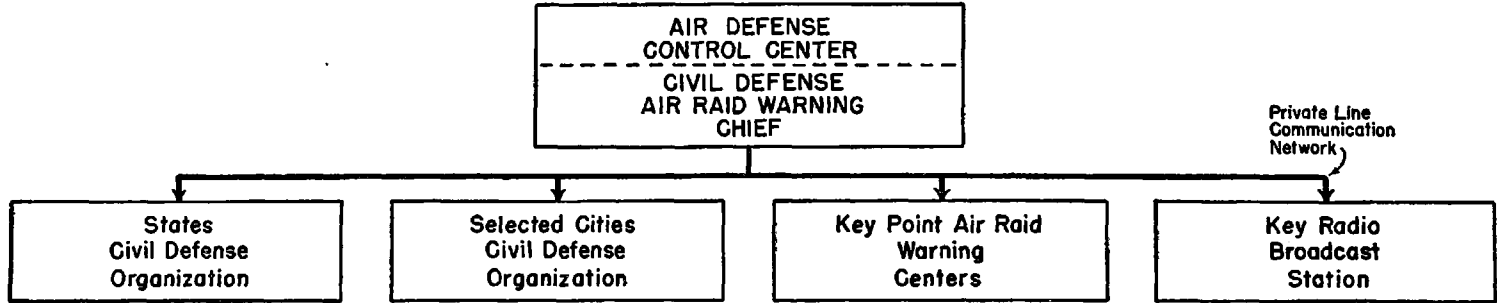 AIR DEFENSE
CONTROL CENTER
CIVIL DEFENSE
AIR RAID WARNING
CHIEF
Private Line
Communication
Network
States
Civil Defense
Organization
Selected Cities
Civil Defense
Organization
Key Point Air Raid
Warning
Centers
Key Radio
Broadcast
Station